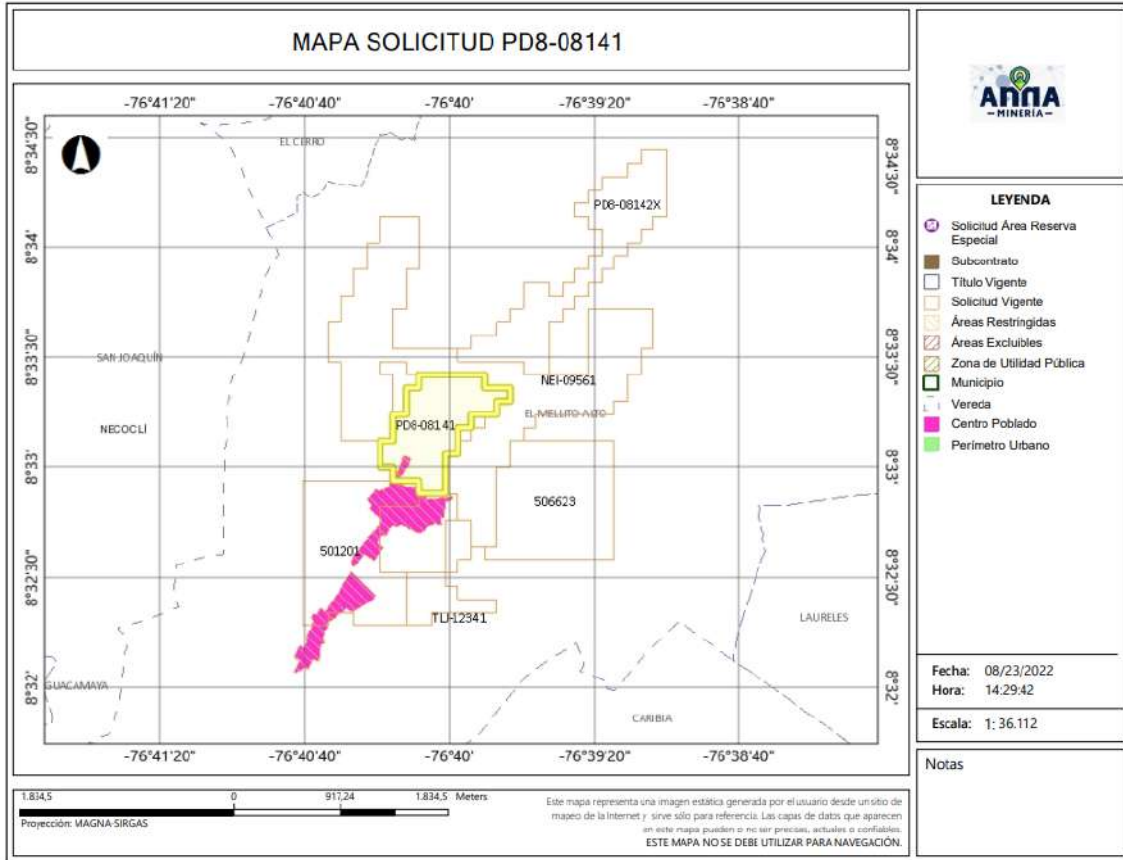 MAPA SOLICITUD PD8-08141
ANNA
-MINERÍA-
-76°41'20" -76°40'40" -76°40' -76°39'20" -76°38'40"
8°34'30"
8°34'
8°33'30"
8°33'
8°32'30"
8°32'
EL CERRO
PD8-08142X
SAN JOAQUÍN
NEI-09561
NECOCLÍ
PD8-08141
506623
501201
TLJ-12341
LAURELES
GUACAMAYA
CARIBIA
8°34'30"
8°34'
8°33'30"
8°33'
8°32'30"
8°32'
-76°41'20" -76°40'40" -76°40' -76°39'20" -76°38'40"
LEYENDA
Solicitud Área Reserva
Especial
Subcontrato
Título Vigente
Solicitud Vigente
Áreas Restringidas
Áreas Excluibles
Zona de Utilidad Pública
Municipio
Vereda
Centro Poblado
Perímetro Urbano
Fecha: 08/23/2022
Hora: 14:29:42
Escala: 1: 36.112
Notas
1.834,5 0 917,24 1.834,5 Meters
Proyección: MAGNA-SIRGAS
Este mapa representa una imagen estática generada por el usuario desde un sitio de
mapeo de la Internet y sirve sólo para referencia. Las capas de datos que aparecen
en este mapa pueden o no ser precisas, actuales o confiables.
ESTE MAPA NO SE DEBE UTILIZAR PARA NAVEGACIÓN.